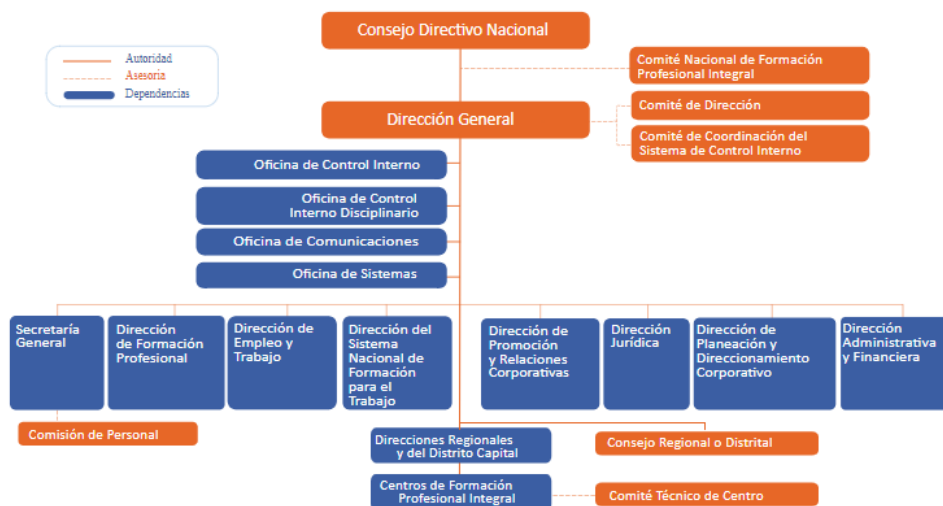 Consejo Directivo Nacional
Autoridad
Asesoria
Dependencias
Comité Nacional de Formación
Profesional Integral
Dirección General
Comité de Dirección
Comité de Coordinación del
Sistema de Control Interno
Oficina de Control Interno
Oficina de Control
Interno Disciplinario
Oficina de Comunicaciones
Oficina de Sistemas
Secretaría
General
Dirección
de Formación
Profesional
Dirección de
Empleo y
Trabajo
Dirección del
Sistema
Nacional de
Formación
para el
Trabajo
Dirección de
Promoción
y Relaciones
Corporativas
Dirección
Jurídica
Dirección de
Planeación y
Direccionamiento
Corporativo
Dirección
Administrativa
y Financiera
Comisión de Personal
Direcciones Regionales
y del Distrito Capital
Consejo Regional o Distrital
Centros de Formación
Profesional Integral
Comité Técnico de Centro